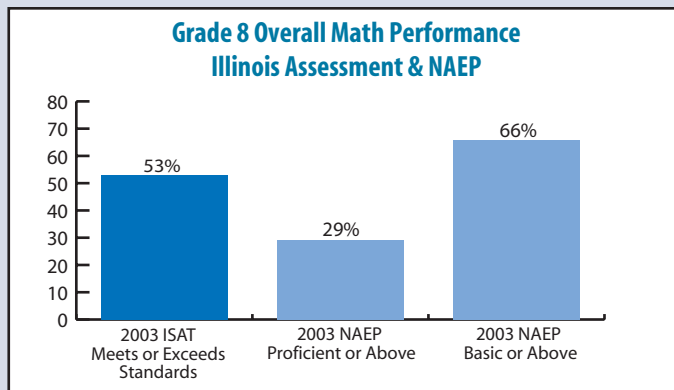 Grade 8 Overall Math Performance
Illinois Assessment & NAEP
80
70
60
50
40
30
20
10
0
53%
29%
66%
2003 ISAT
Meets or Exceeds
Standards
2003 NAEP
Proficient or Above
2003 NAEP
Basic or Above